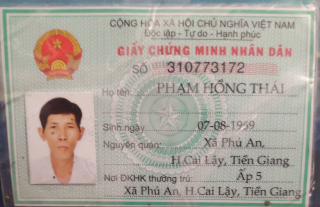 CỘNG HÒA XÃ HỘI CHỦ NGHĨA VIỆT NAM
Độc lập - Tự do - Hạnh phúc
GIẤY CHỨNG MINH NHÂN DÂN
SỐ 310773172
Họ tên: PHẠM HỒNG THÁI
Sinh ngày 07-08-1959
Nguyên quán: Xã Phú An,
H.Cai Lậy, Tiền Giang
Nơi ĐKHK thường trú: Ấp 5
Xã Phú An, H.Cai Lậy, Tiền Giang